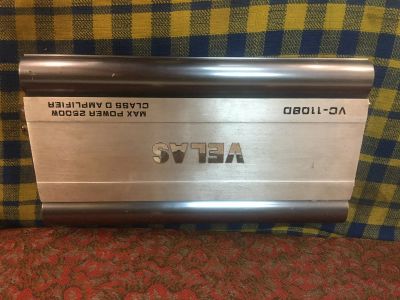 VELAS
VC-1108D
MAX POWER 2500W
CLASS D AMPLIFIER